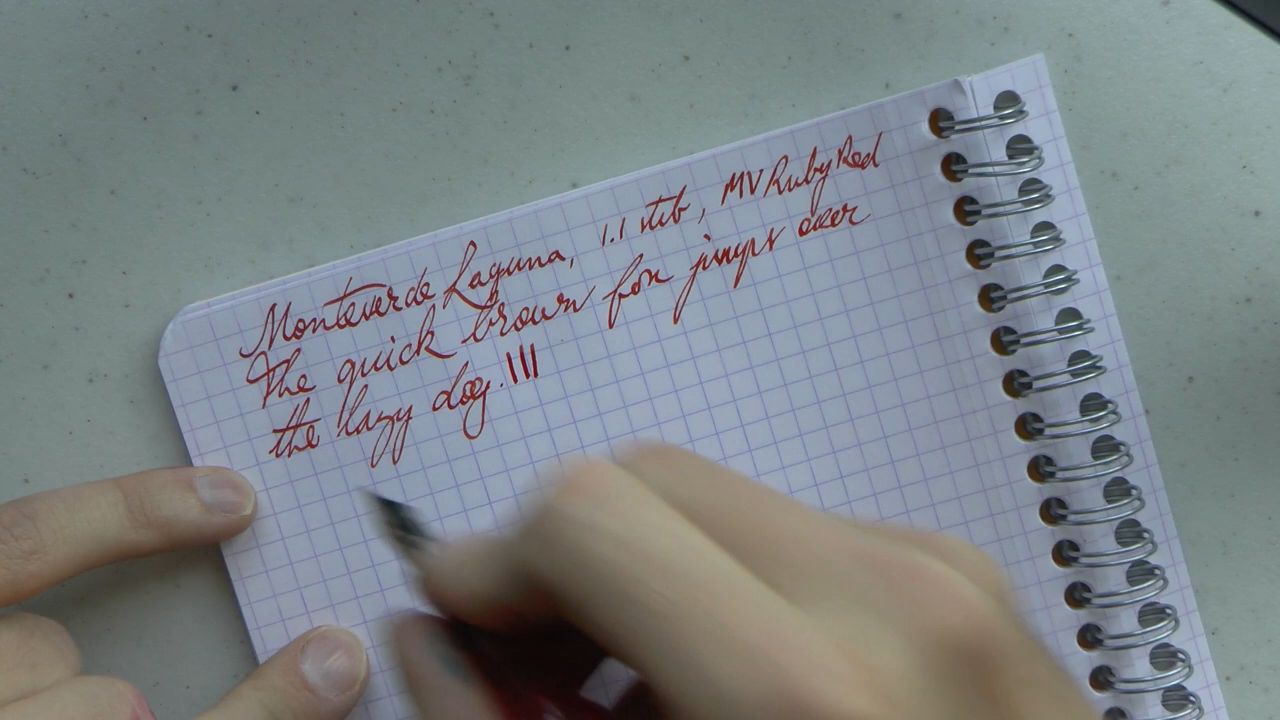 Monteverde Laguna, 1.1 stub, MV Ruby Red
The quick brown fox jumps over
the lazy dog. |||